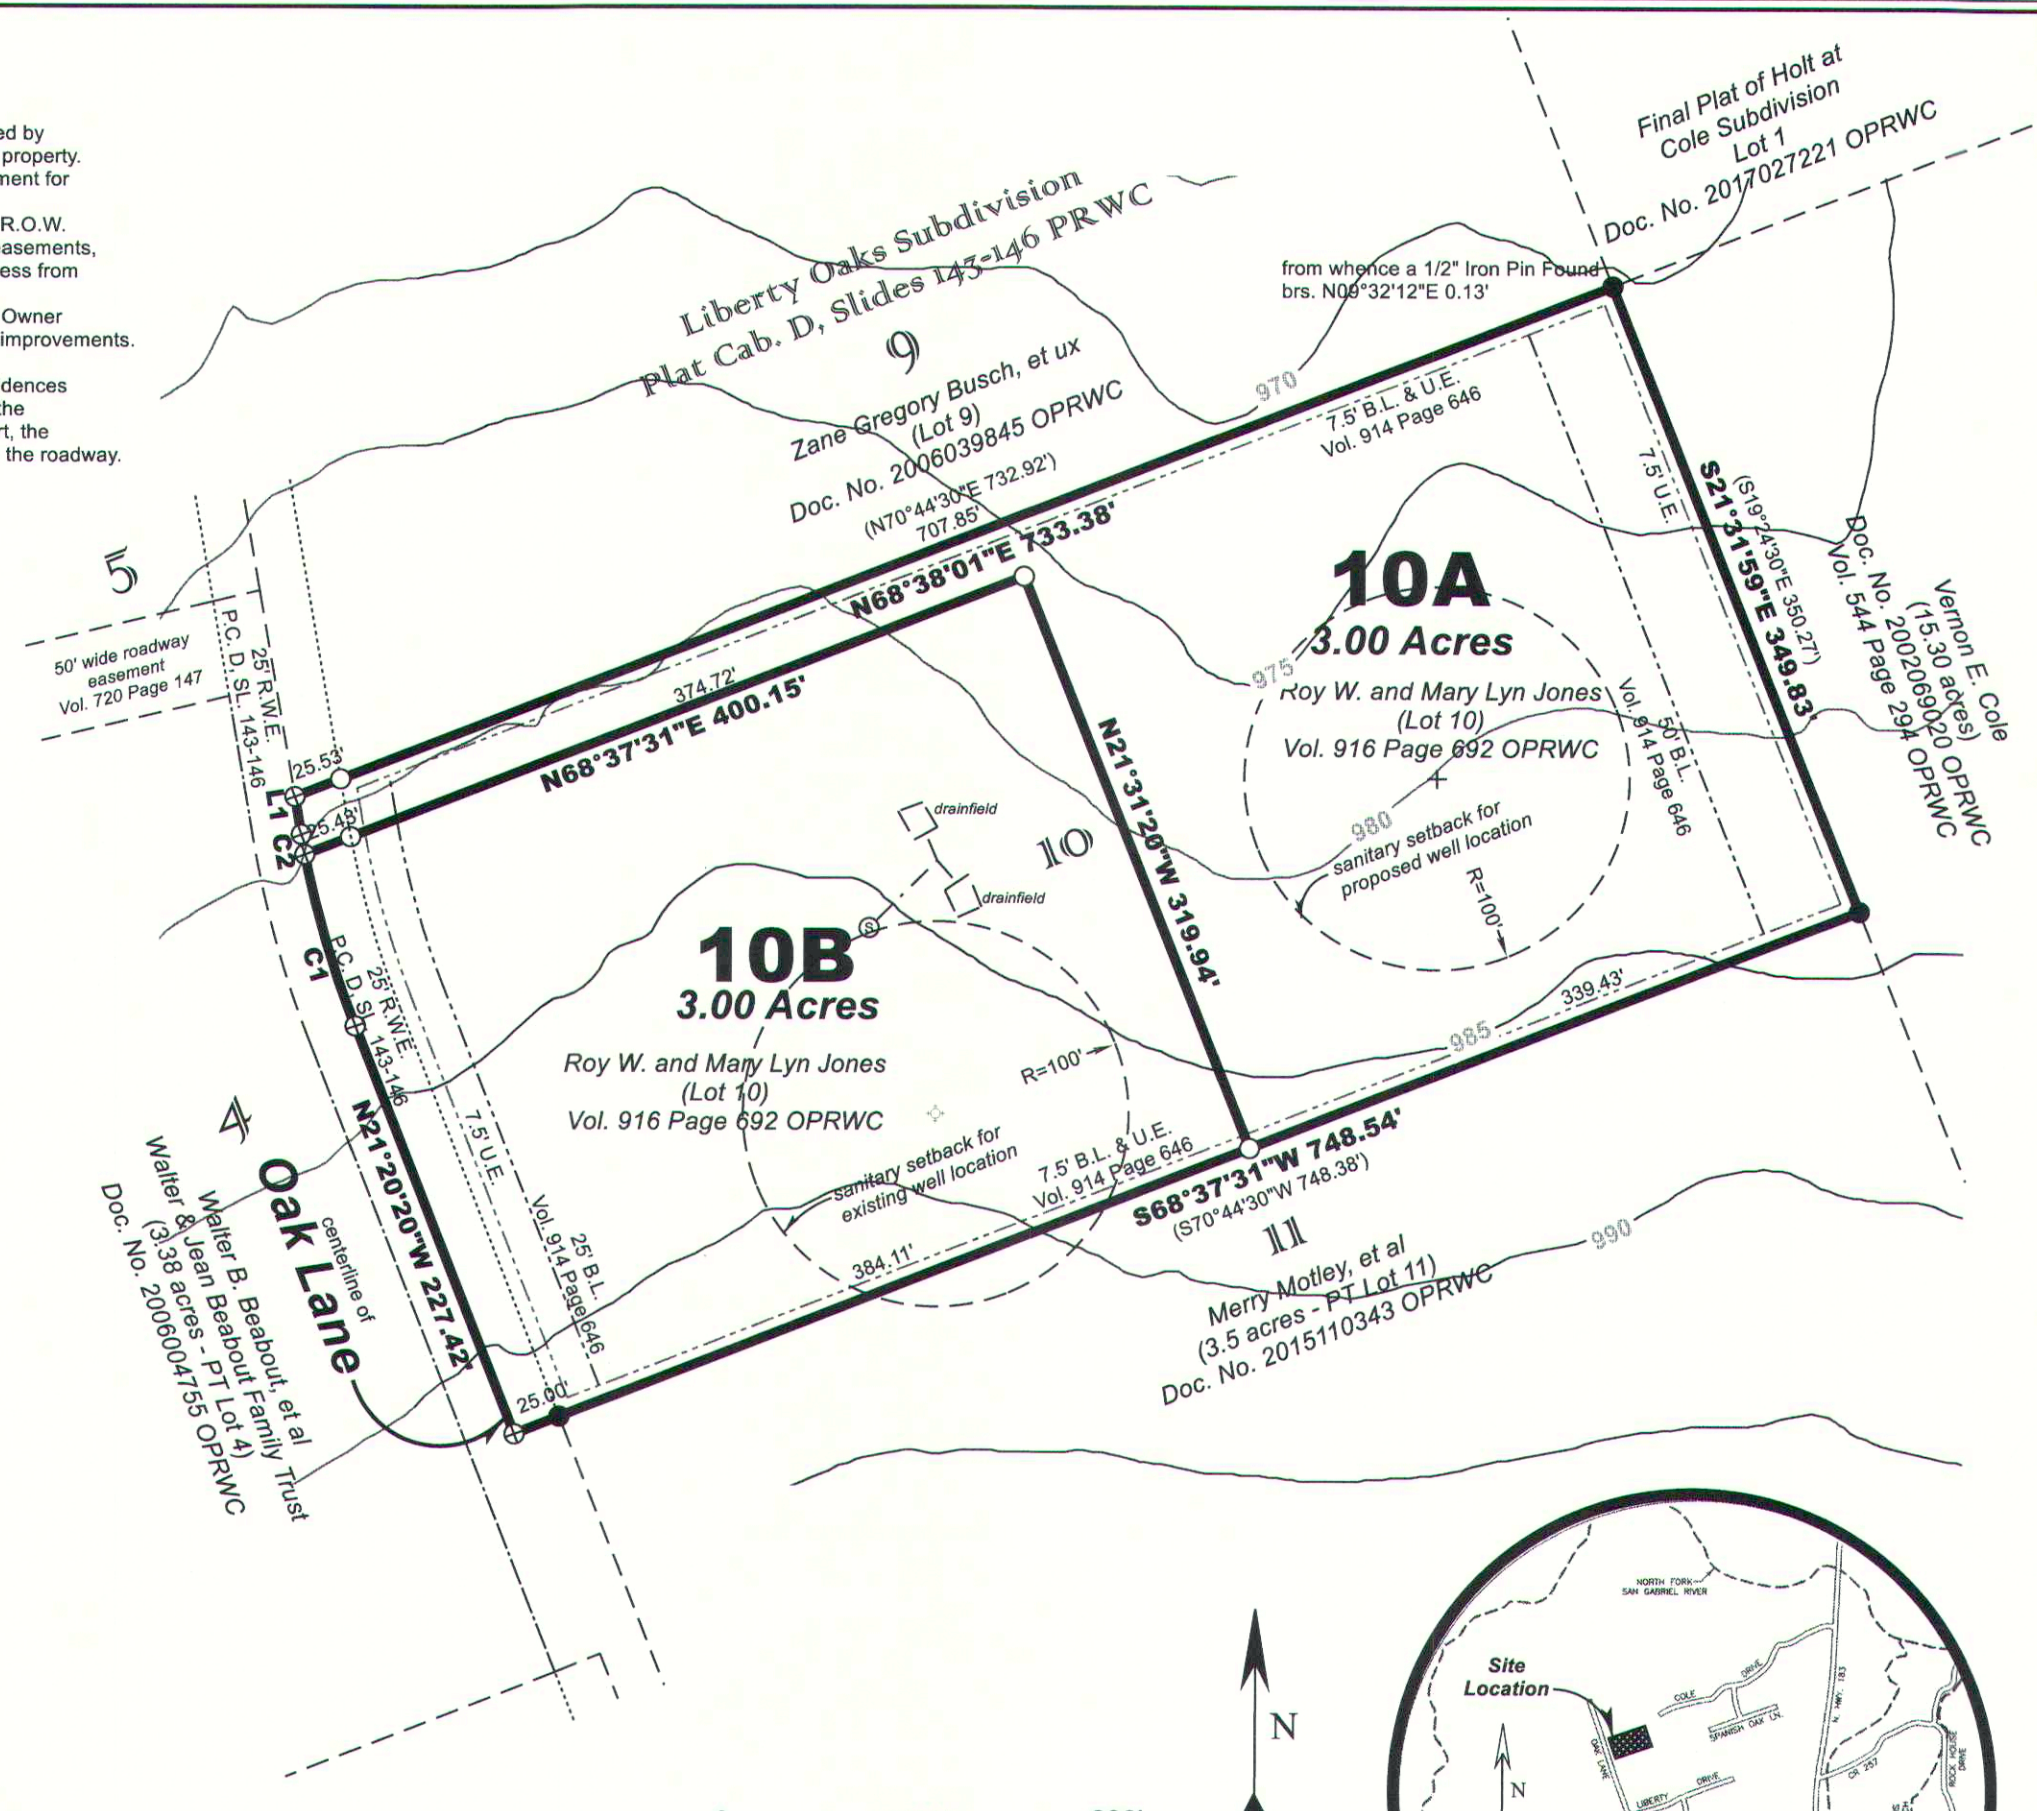 ed by
property.
ment for
R.O.W.
easements,
ess from
Owner
improvements.
dences
the
rt, the
the roadway.
Final Plat of Holt at
Cole Subdivision
Lot 1
Doc. No. 2017027221 OPRWC
Liberty Oaks Subdivision
Plat Cab. D, Slides 143-146 PRWC
9
Zane Gregory Busch, et ux
(Lot 9)
Doc. No. 2006039845 OPRWC
(N70°44'30"E 732.92')
707.85'
N68°38'01"E 733.38'
from whence a 1/2" Iron Pin Found
brs. N09°32'12"E 0.13'
970
7.5' B.L. & U.E.
Vol. 914 Page 646
7.5' U.E.
(S19°24'30"E 350.27')
S21°31'59"E 349.83'
Vernon E. Cole
(15.30 acres)
Doc. No. 2002069020 OPRWC
Vol. 544 Page 294 OPRWC
5
50' wide roadway
easement
Vol. 720 Page 147
25' R.W.E.
P.C. D, SL. 143-146
10A
3.00 Acres
975
Roy W. and Mary Lyn Jones
(Lot 10)
Vol. 916 Page 692 OPRWC
50' B.L.
Vol. 914 Page 646
374.72'
N68°37'31"E 400.15'
25.53'
L1
25.43'
C2
C1
N21°31'20"W 319.94'
980
sanitary setback for
proposed well location
R=100'
drainfield
drainfield
10
S
10B
3.00 Acres
Roy W. and Mary Lyn Jones
(Lot 10)
Vol. 916 Page 692 OPRWC
R=100'
25' R.W.E.
P.C. D, SL. 143-146
339.43'
985
4
N21°20'20"W 227.42'
7.5' U.E.
sanitary setback for
existing well location
7.5' B.L. & U.E.
Vol. 914 Page 646
S68°37'31"W 748.54'
(S70°44'30"W 748.38')
11
Merry Motley, et al
(3.5 acres - PT Lot 11)
Doc. No. 2015110343 OPRWC
990
Oak Lane
centerline of
25' B.L.
Vol. 914 Page 646
384.11'
25.00'
Walter B. Beabout, et al
Walter & Jean Beabout Family Trust
(3.38 acres - PT Lot 4)
Doc. No. 2006004755 OPRWC
N
NORTH FORK
SAN GABRIEL RIVER
Site
Location
COLE DRIVE
SPANISH OAK LN.
N. HWY. 183
OAK LANE
CR 257
ROCK HOUSE
DRIVE
LIBERTY DRIVE
N